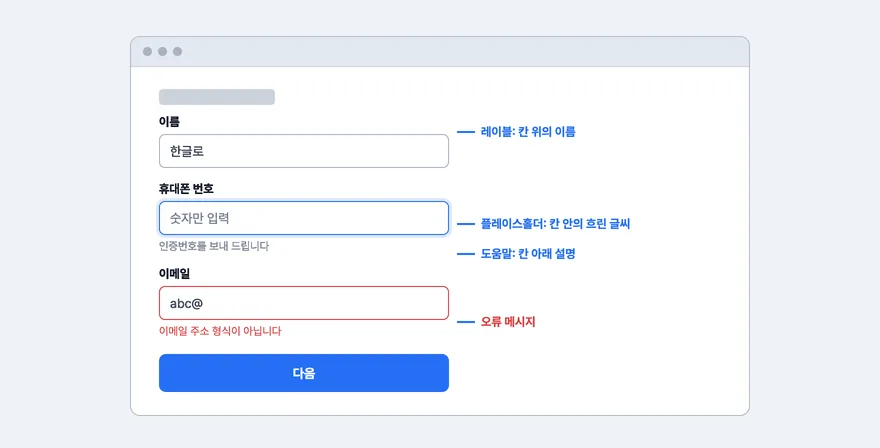 이름
레이블: 칸 위의 이름
한글로
휴대폰 번호
숫자만 입력
플레이스홀더: 칸 안의 흐린 글씨
인증번호를 보내 드립니다
도움말: 칸 아래 설명
이메일
abc@
오류 메시지
이메일 주소 형식이 아닙니다
다음